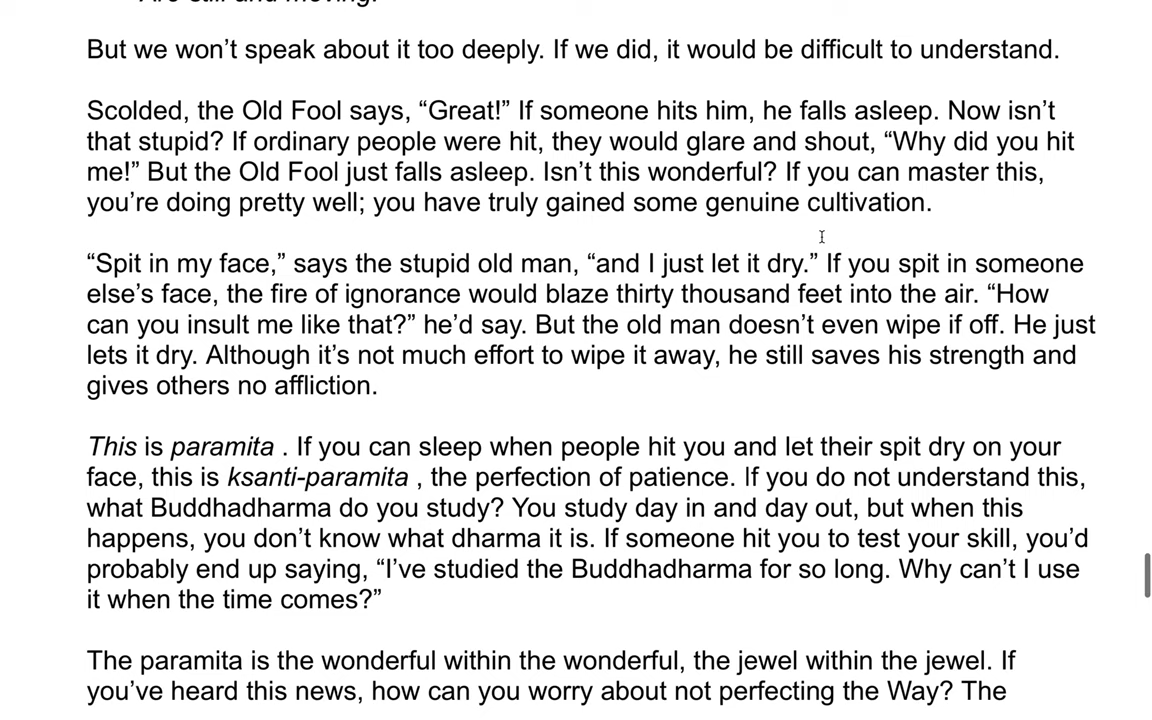 Are still and moving.
But we won’t speak about it too deeply. If we did, it would be difficult to understand.
Scolded, the Old Fool says, “Great!” If someone hits him, he falls asleep. Now isn’t
that stupid? If ordinary people were hit, they would glare and shout, “Why did you hit
me!” But the Old Fool just falls asleep. Isn’t this wonderful? If you can master this,
you’re doing pretty well; you have truly gained some genuine cultivation.
“Spit in my face,” says the stupid old man, “and I just let it dry.” If you spit in someone
else’s face, the fire of ignorance would blaze thirty thousand feet into the air. “How
can you insult me like that?” he’d say. But the old man doesn’t even wipe if off. He just
lets it dry. Although it’s not much effort to wipe it away, he still saves his strength and
gives others no affliction.
This is paramita . If you can sleep when people hit you and let their spit dry on your
face, this is ksanti-paramita , the perfection of patience. If you do not understand this,
what Buddhadharma do you study? You study day in and day out, but when this
happens, you don’t know what dharma it is. If someone hit you to test your skill, you’d
probably end up saying, “I’ve studied the Buddhadharma for so long. Why can’t I use
it when the time comes?”
The paramita is the wonderful within the wonderful, the jewel within the jewel. If
you’ve heard this news, how can you worry about not perfecting the Way? The